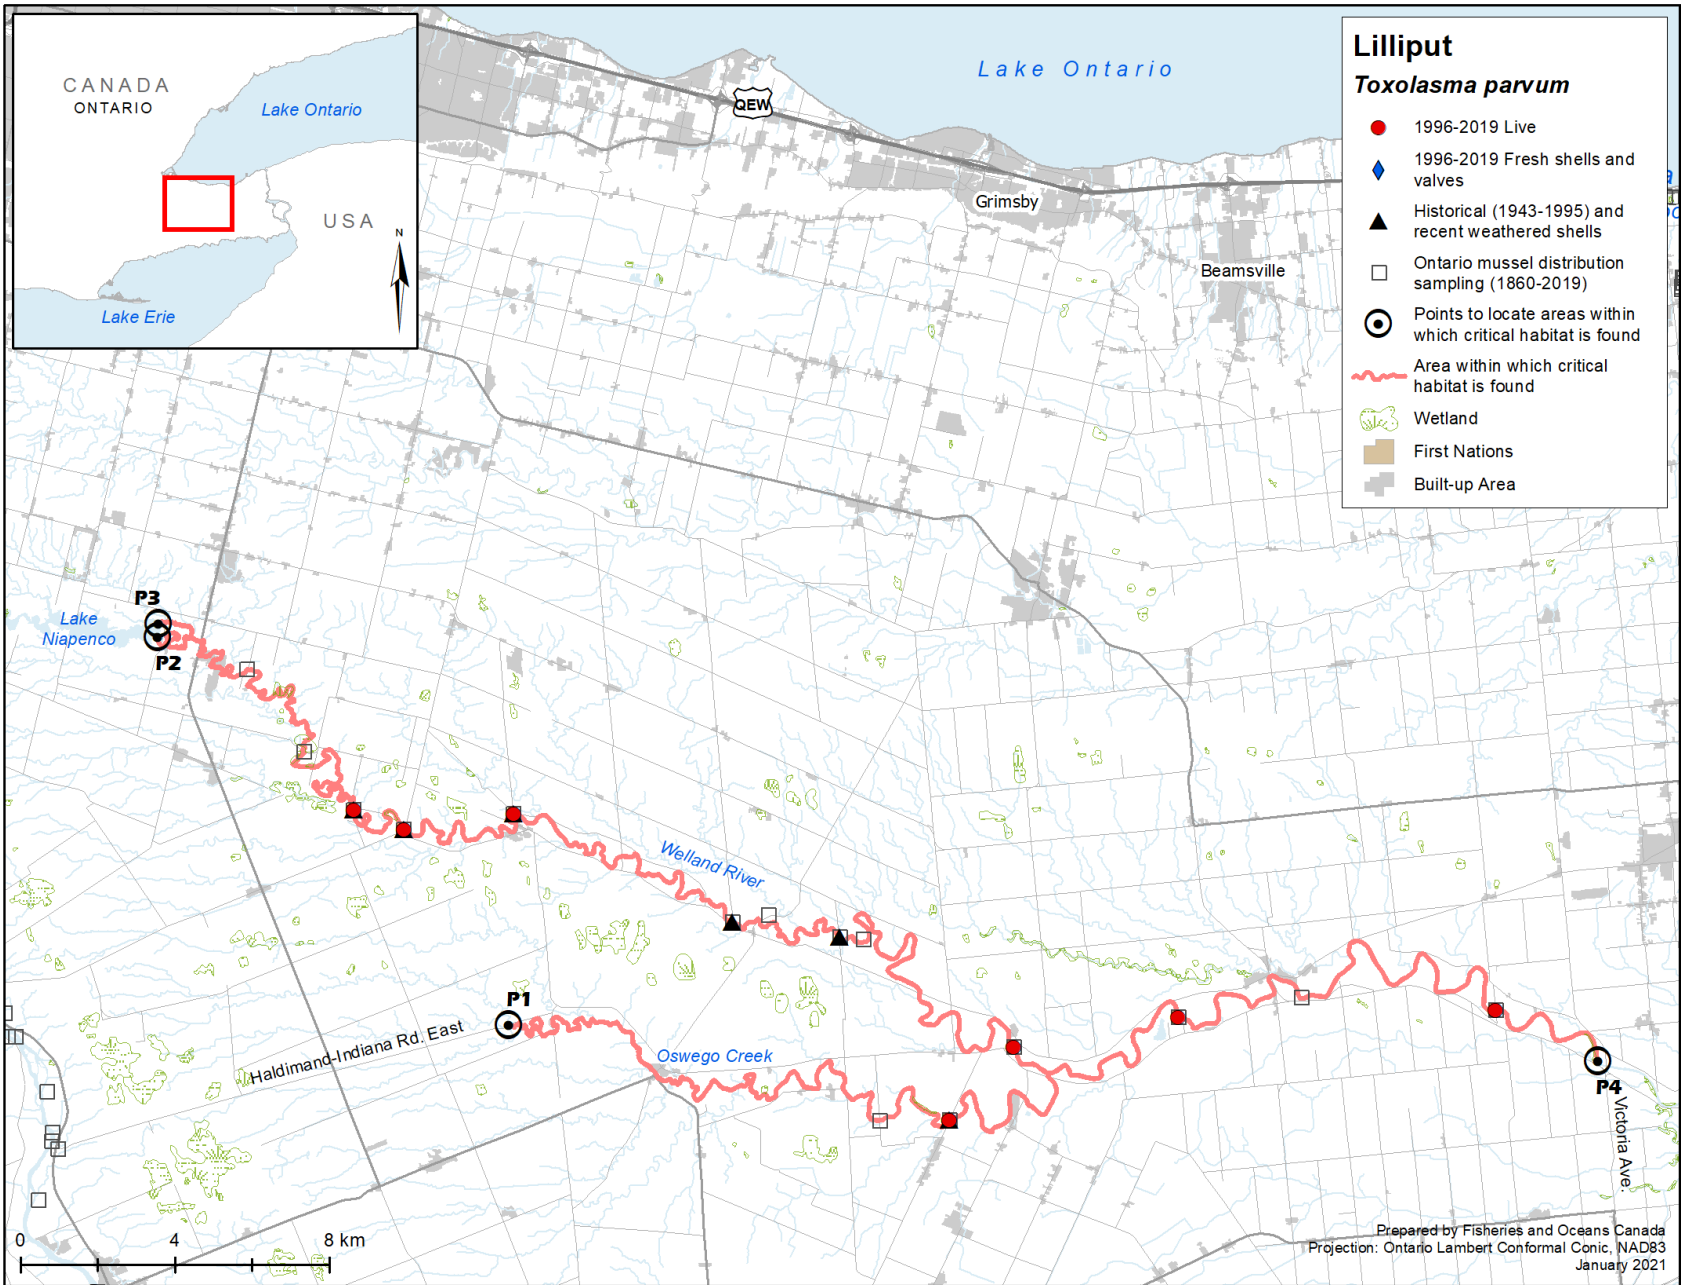 CANADA
ONTARIO
Lake Ontario
USA
N
Lake Erie
Lake Ontario
QEW
Grimsby
Beamsville
Lilliput
Toxolasma parvum
1996-2019 Live
1996-2019 Fresh shells and
valves
Historical (1943-1995) and
recent weathered shells
Ontario mussel distribution
sampling (1860-2019)
Points to locate areas within
which critical habitat is found
Area within which critical
habitat is found
Wetland
First Nations
Built-up Area
P3
Lake
Niapenco
P2
Welland River
P1
Haldimand-Indiana Rd. East
Oswego Creek
P4
Victoria Ave.
0 4 8 km
Prepared by Fisheries and Oceans Canada
Projection: Ontario Lambert Conformal Conic, NAD83
January 2021